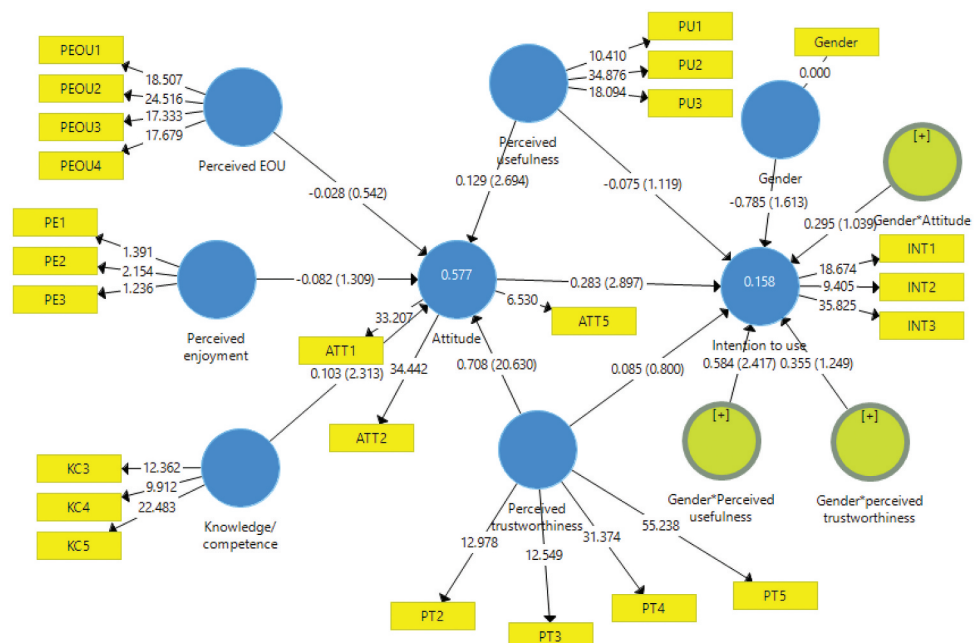 PEOU1
PEOU2
PEOU3
PEOU4
18.507
24.516
17.333
17.679
Perceived EOU
-0.028 (0.542)
PU1
PU2
PU3
10.410
34.876
18.094
Perceived
usefulness
0.129 (2.694)
-0.075 (1.119)
Gender
0.000
Gender
-0.785 (1.613)
[+]
Gender*Attitude
0.295 (1.039)
PE1
PE2
PE3
1.391
2.154
1.236
Perceived
enjoyment
-0.082 (1.309)
0.577
Attitude
0.283 (2.897)
6.530
ATT5
33.207
ATT1
34.442
ATT2
0.158
Intention to use
18.674
9.405
35.825
INT1
INT2
INT3
0.103 (2.313)
0.708 (20.630)
0.085 (0.800)
0.584 (2.417)
0.355 (1.249)
KC3
KC4
KC5
12.362
9.912
22.483
Knowledge/
competence
Perceived
trustworthiness
12.978
12.549
31.374
55.238
PT2
PT3
PT4
PT5
[+]
Gender*Perceived
usefulness
[+]
Gender*perceived
trustworthiness